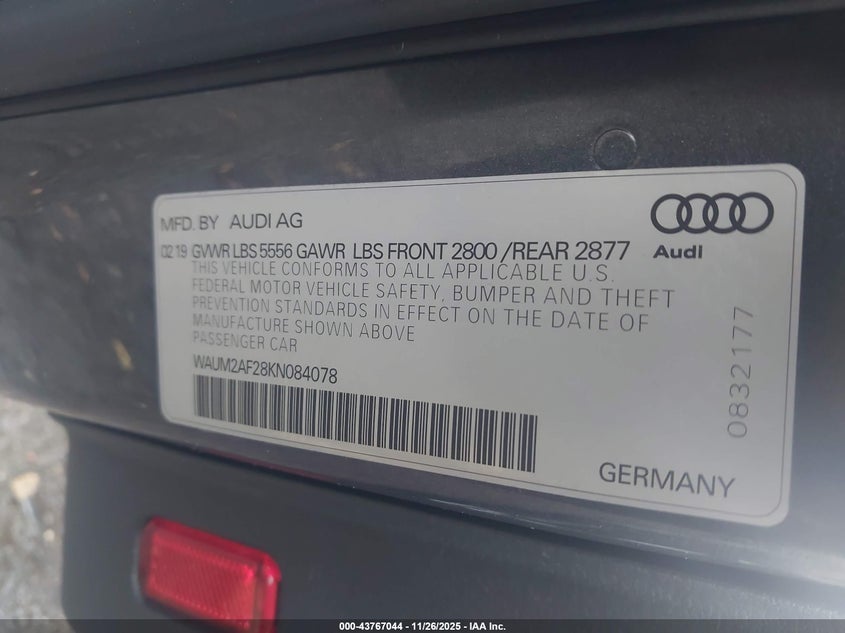 MFD. BY AUDI AG
02 19 GVWR LBS 5556 GAWR LBS FRONT 2800 /REAR 2877
THIS VEHICLE CONFORMS TO ALL APPLICABLE U.S.
FEDERAL MOTOR VEHICLE SAFETY, BUMPER AND THEFT
PREVENTION STANDARDS IN EFFECT ON THE DATE OF
MANUFACTURE SHOWN ABOVE
PASSENGER CAR
WAUM2AF28KN084078
Audi
0832177
GERMANY
000-43767044 - 11/26/2025 - IAA Inc.